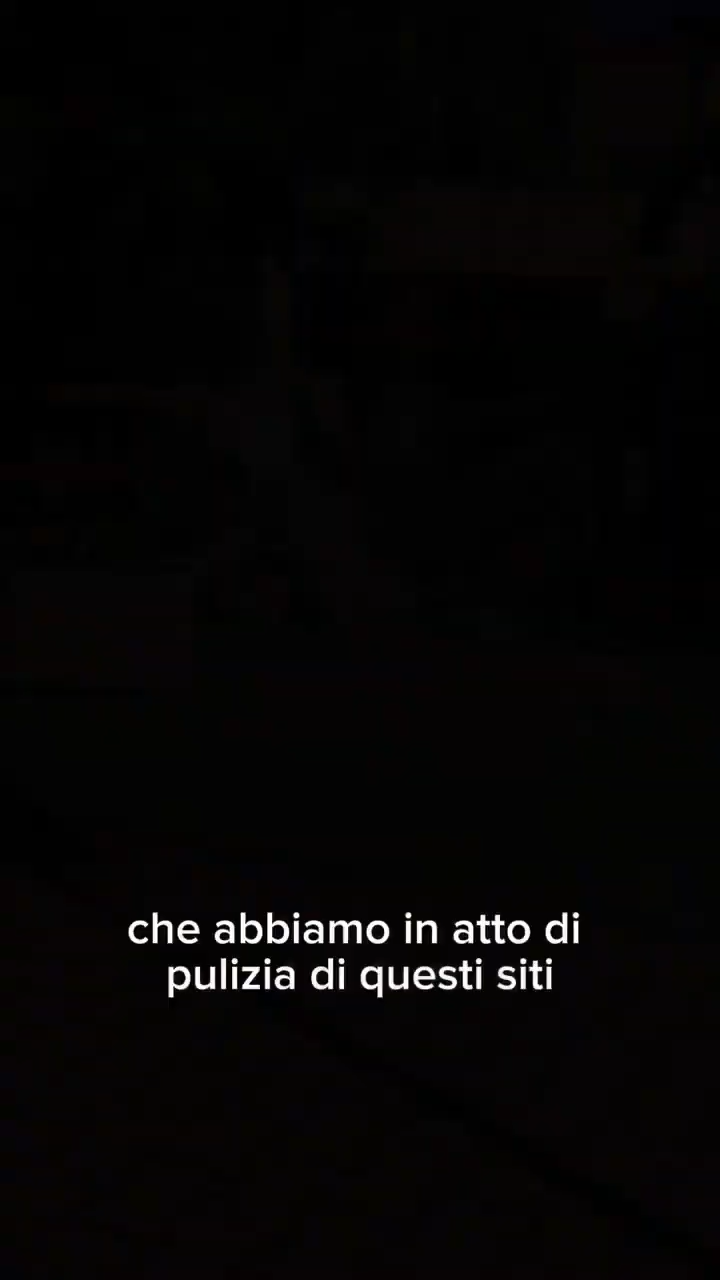 che abbiamo in atto di
pulizia di questi siti